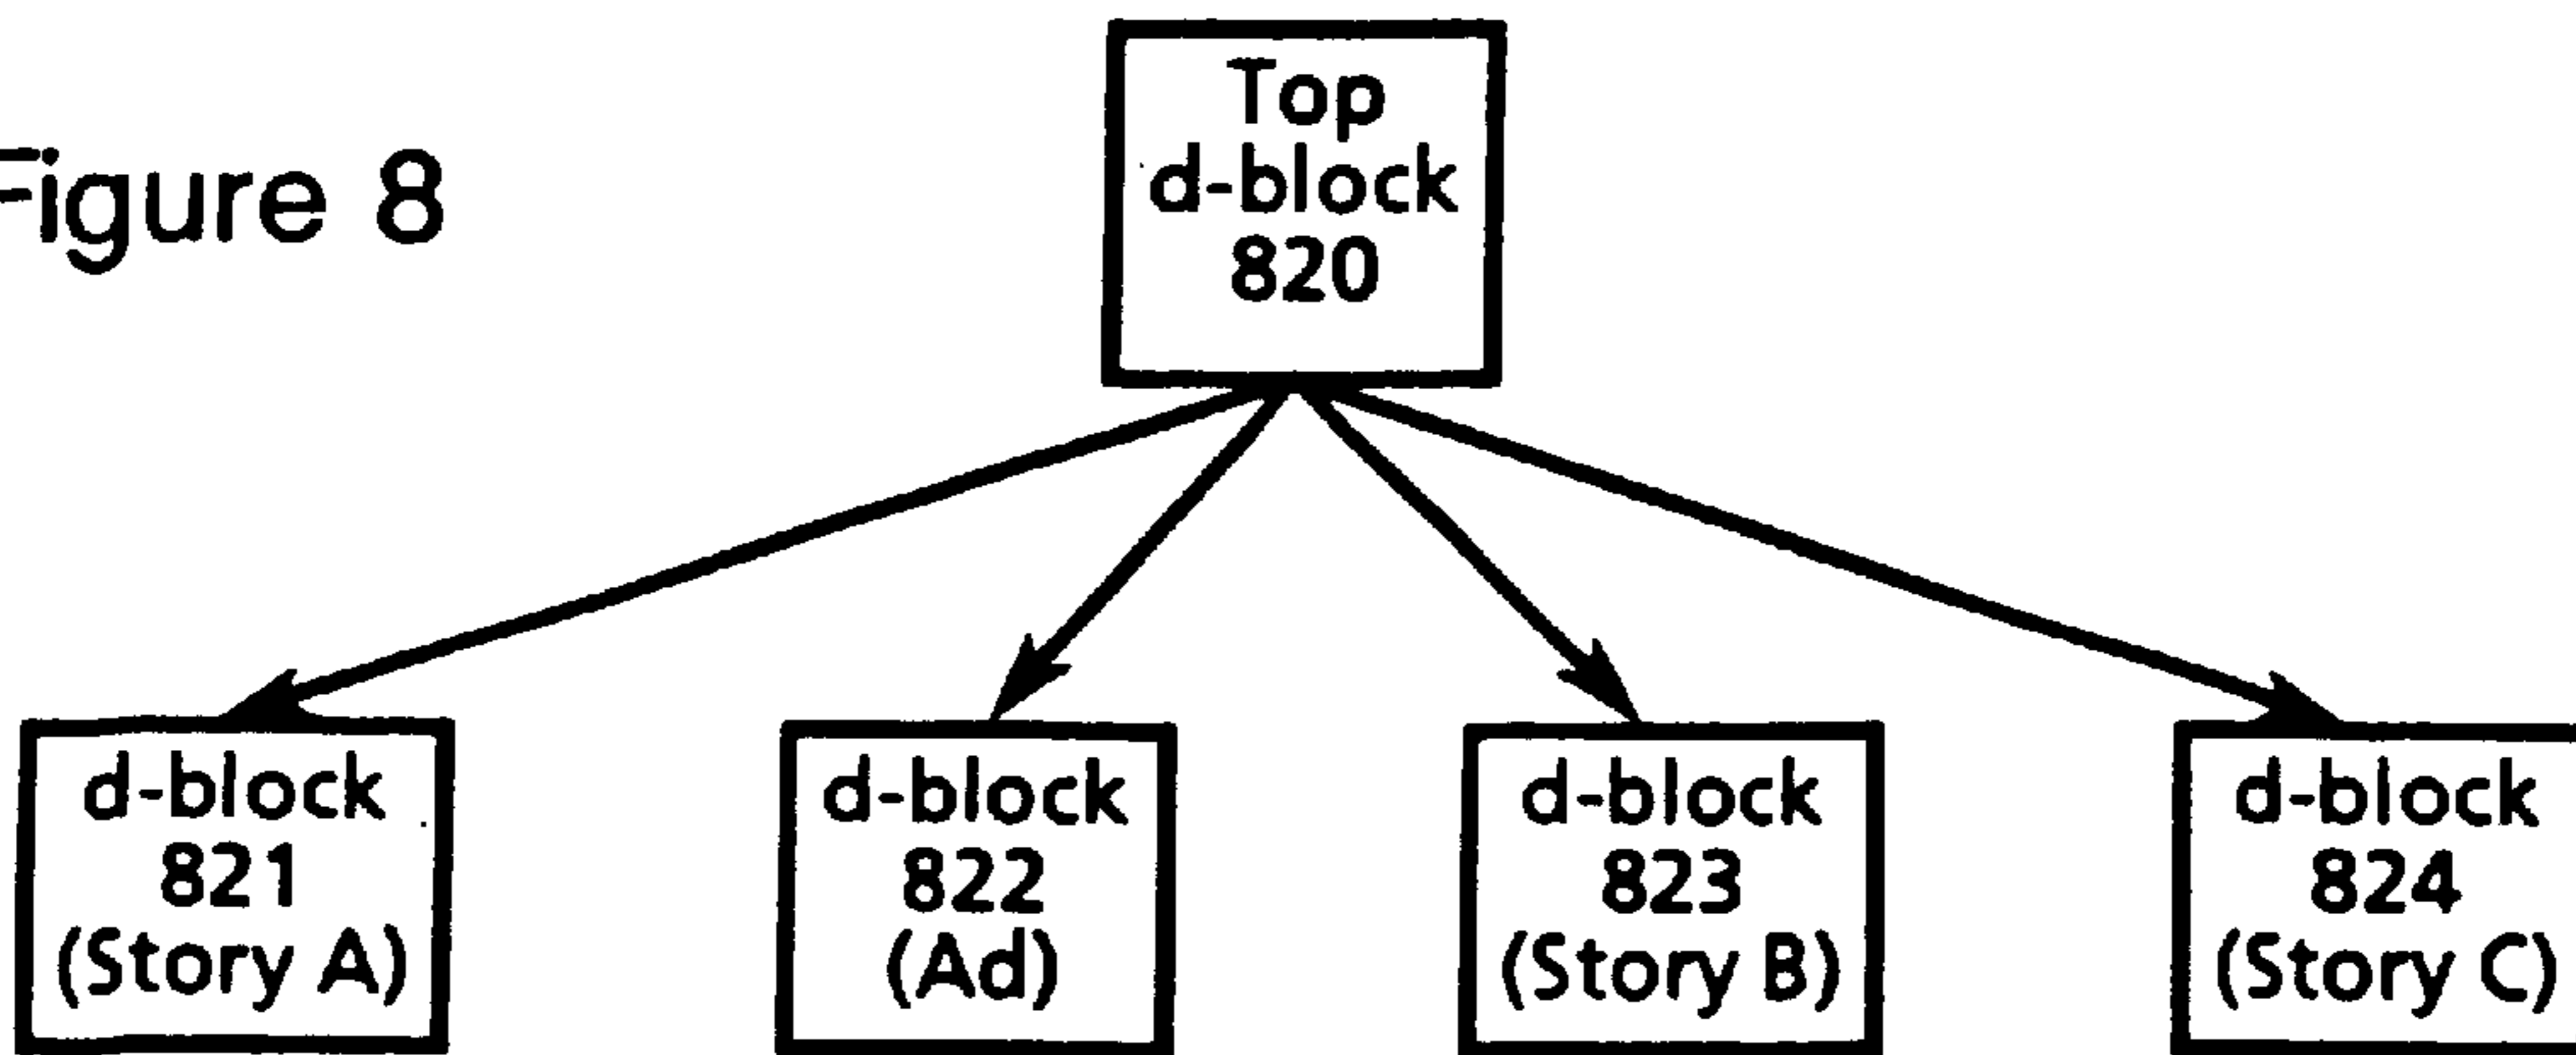 Figure 8
Top
d-block
820
d-block
821
(Story A)
d-block
822
(Ad)
d-block
823
(Story B)
d-block
824
(Story C)